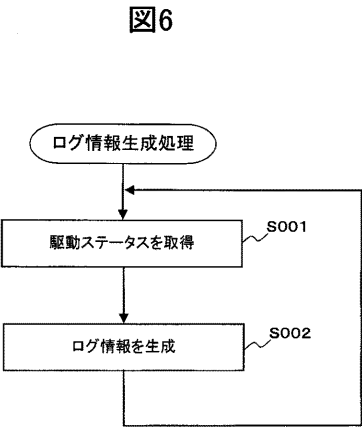 図6
ログ情報生成処理
駆動ステータスを取得
S001
ログ情報を生成
S002